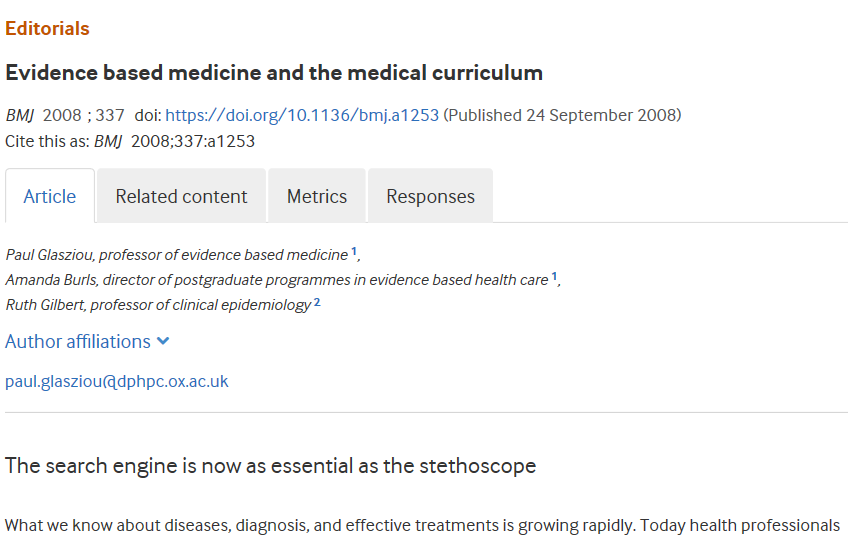 Editorials
Evidence based medicine and the medical curriculum
BMJ 2008 ; 337 doi: https://doi.org/10.1136/bmj.a1253 (Published 24 September 2008)
Cite this as: BMJ 2008;337:a1253
Article Related content Metrics Responses
Paul Glasziou, professor of evidence based medicine 1,
Amanda Burls, director of postgraduate programmes in evidence based health care 1,
Ruth Gilbert, professor of clinical epidemiology 2
Author affiliations
paul.glasziou@dphpc.ox.ac.uk
The search engine is now as essential as the stethoscope
What we know about diseases, diagnosis, and effective treatments is growing rapidly. Today health professionals